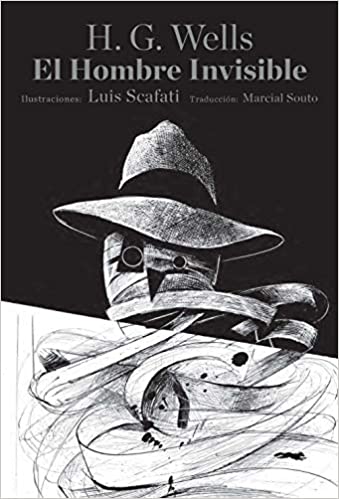 H. G. Wells
El Hombre Invisible
Ilustraciones: Luis Scafati Traducción: Marcial Souto